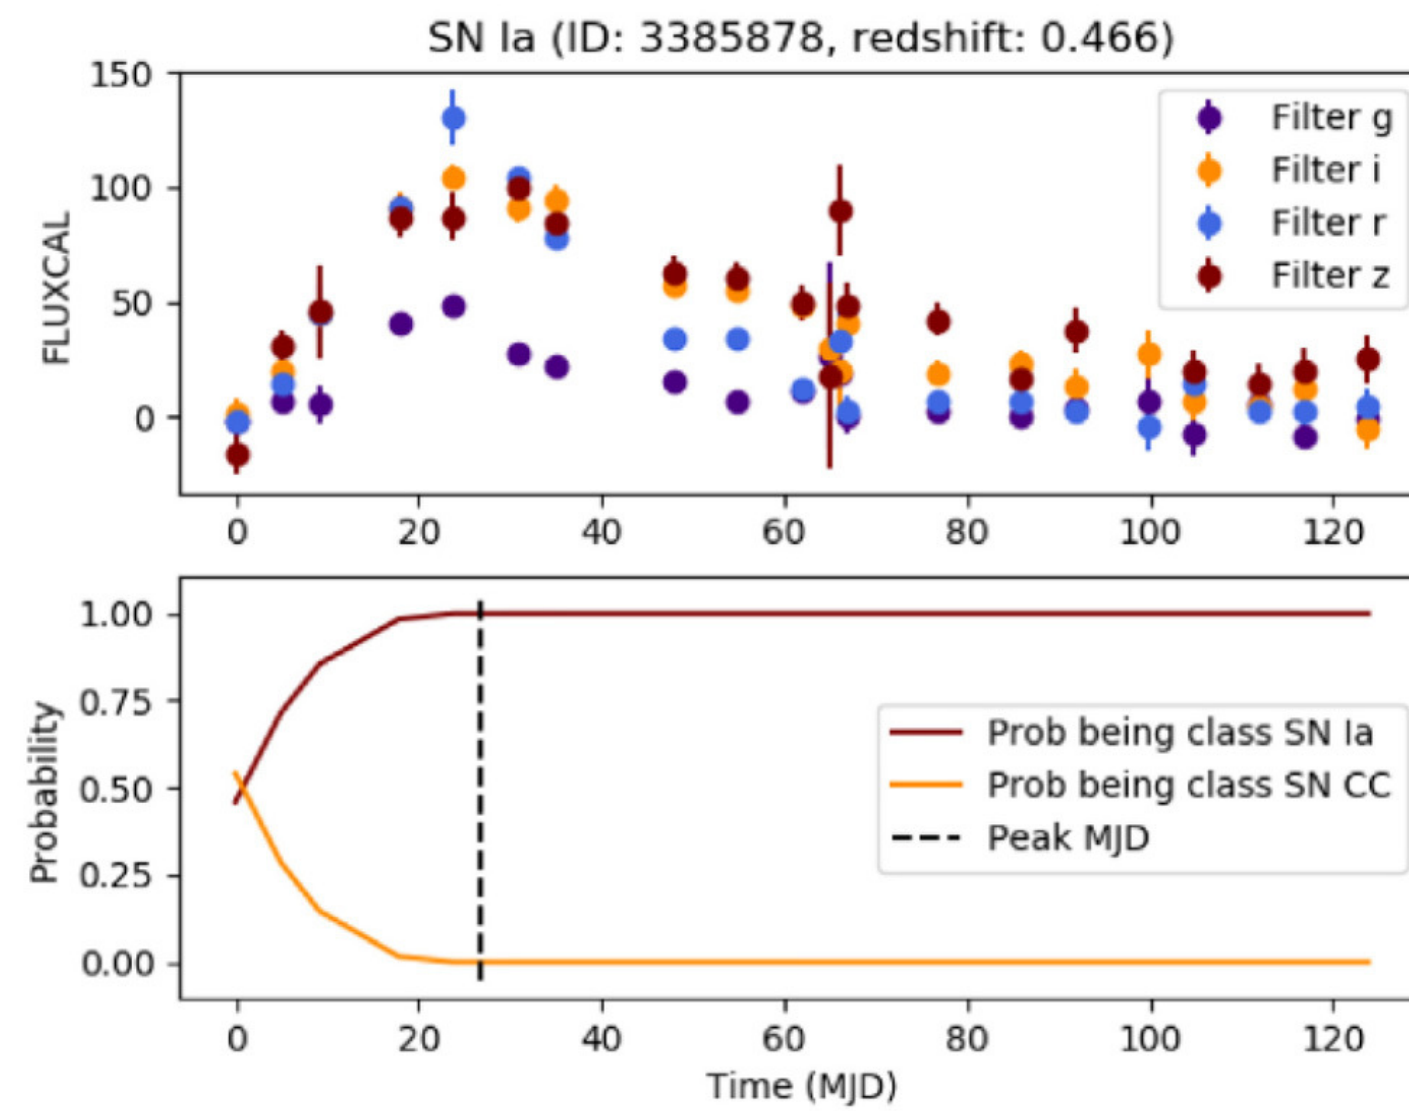 SN Ia (ID: 3385878, redshift: 0.466)
150
100
50
0
FLUXCAL
Filter g
Filter i
Filter r
Filter z
0 20 40 60 80 100 120
1.00
0.75
0.50
0.25
0.00
Probability
Prob being class SN Ia
Prob being class SN CC
Peak MJD
0 20 40 60 80 100 120
Time (MJD)